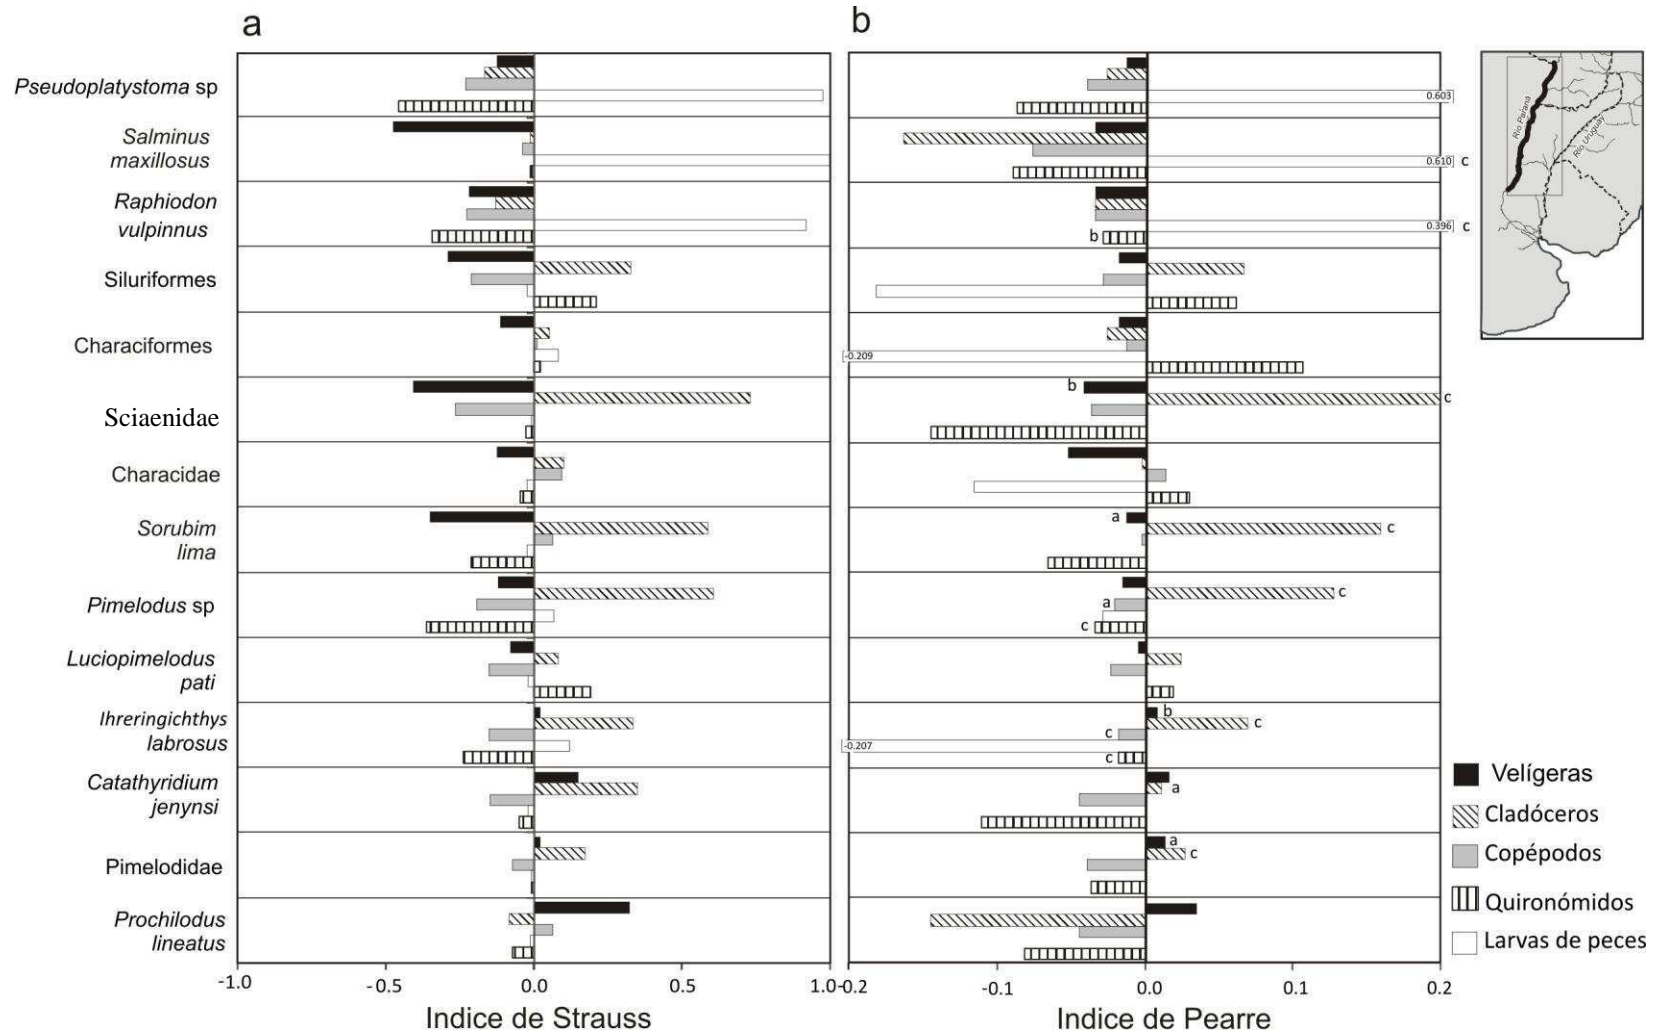 a
b
Pseudoplatystoma sp
Salminus
maxillosus
Raphiodon
vulpinnus
Siluriformes
Characiformes
Sciaenidae
Characidae
Sorubim
lima
Pimelodus sp
Luciopimelodus
pati
Ihreringichthys
labrosus
Catathyridium
jenynsi
Pimelodidae
Prochilodus
lineatus
-1.0
-0.5
0.0
0.5
1.0
Indice de Strauss
0.603
0.610 c
0.396 c
b
-0.209
b
c
a
c
c
a
c
b
c
c
-0.207
c
a
a
c
-0.2
-0.1
0.0
0.1
0.2
Indice de Pearre
Río Paraná
Río Uruguay
Velígeras
Cladóceros
Copépodos
Quironómidos
Larvas de peces